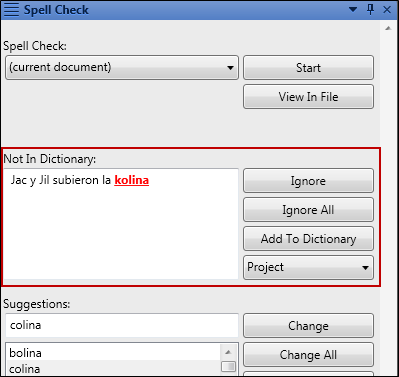 Spell Check
Spell Check:
(current document)
Start
View In File
Not In Dictionary:
Jac y Jil subieron la kolina
Ignore
Ignore All
Add To Dictionary
Project
Suggestions:
colina
Change
bolina
colina
Change All